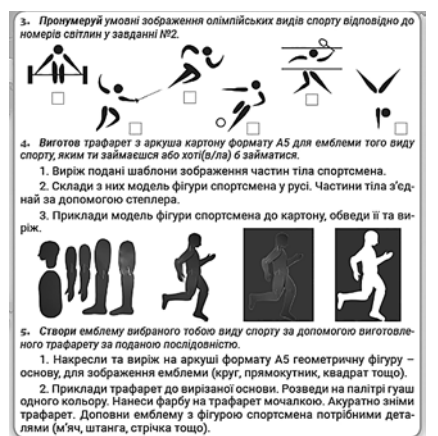 3. Пронумеруй умовні зображення олімпійських видів спорту відповідно до
номерів світлин у завданні №2.
4. Виготов трафарет з аркуша картону формату А5 для емблеми того виду
спорту, яким ти займаєшся або хоті(в/ла) б займатися.
1. Виріж подані шаблони зображення частин тіла спортсмена.
2. Склади з них модель фігури спортсмена у русі. Частини тіла з'єд-
най за допомогою степлера.
3. Приклади модель фігури спортсмена до картону, обведи її та ви-
ріж.
5. Створи емблему вибраного тобою виду спорту за допомогою виготовле-
ного трафарету за поданою послідовністю.
1. Накресли та виріж на аркуші формату А5 геометричну фігуру –
основу, для зображення емблеми (круг, прямокутник, квадрат тощо).
2. Приклади трафарет до вирізаної основи. Розведи на палітрі гуаш
одного кольору. Нанеси фарбу на трафарет мочалкою. Акуратно зніми
трафарет. Доповни емблему з фігурою спортсмена потрібними дета-
лями (м'яч, штанга, стрічка тощо).